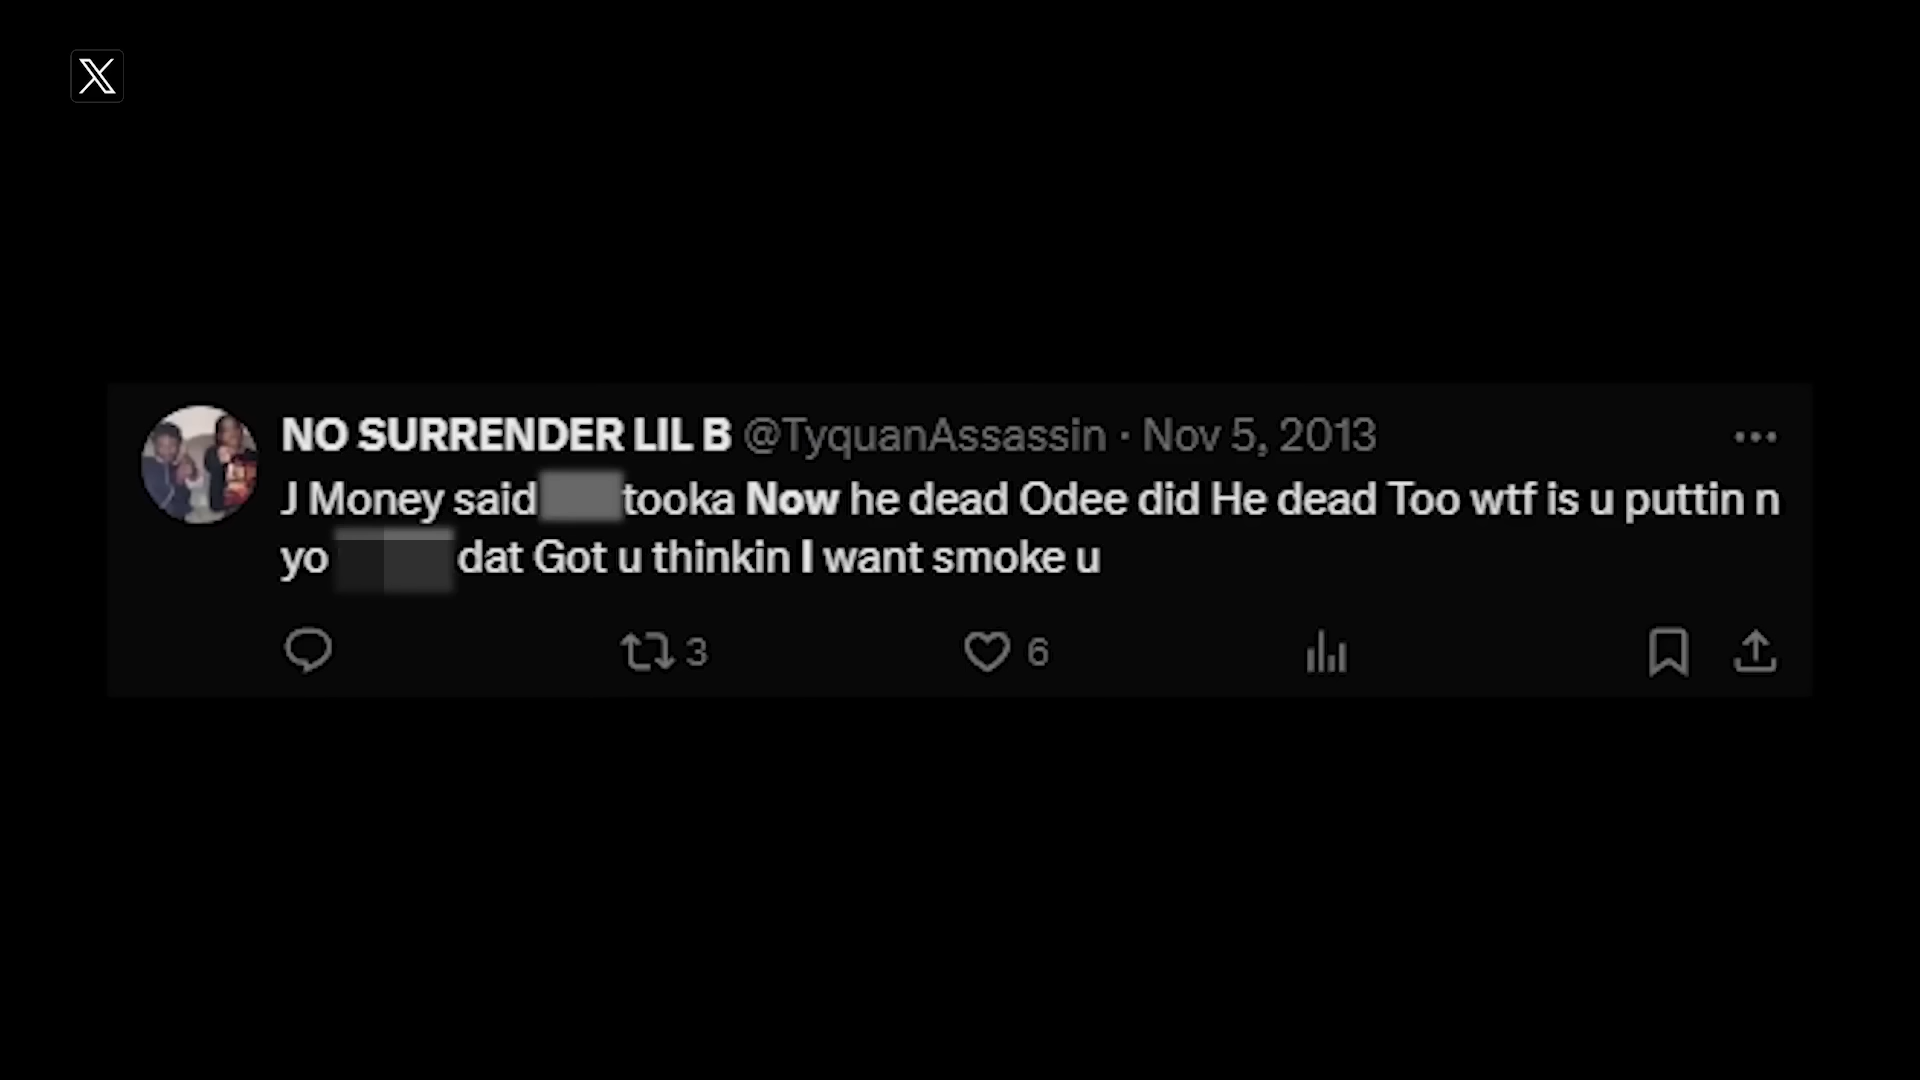 X
NO SURRENDER LIL B @TyquanAssassin · Nov 5, 2013
J Money said tooka Now he dead Odee did He dead Too wtf is u puttin n
yo dat Got u thinkin I want smoke u
3 6